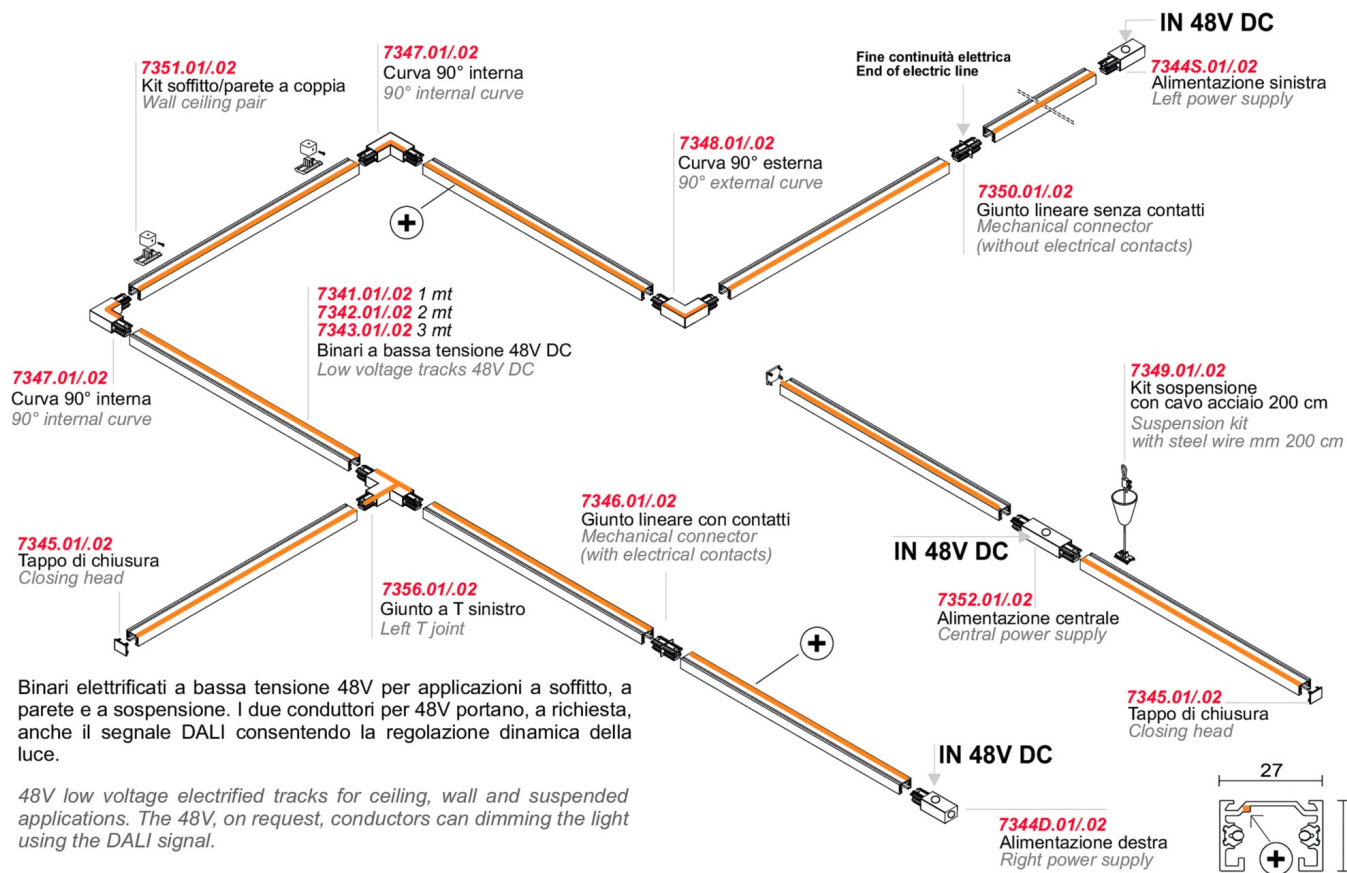 IN 48V DC
7347.01/.02
Curva 90° interna
90° internal curve
7351.01/.02
Kit soffitto/parete a coppia
Wall ceiling pair
Fine continuità elettrica
End of electric line
7344S.01/.02
Alimentazione sinistra
Left power supply
7348.01/.02
Curva 90° esterna
90° external curve
7350.01/.02
Giunto lineare senza contatti
Mechanical connector
(without electrical contacts)
+
7341.01/.02 1 mt
7342.01/.02 2 mt
7343.01/.02 3 mt
Binari a bassa tensione 48V DC
Low voltage tracks 48V DC
7347.01/.02
Curva 90° interna
90° internal curve
7349.01/.02
Kit sospensione
con cavo acciaio 200 cm
Suspension kit
with steel wire mm 200 cm
7346.01/.02
Giunto lineare con contatti
Mechanical connector
(with electrical contacts)
IN 48V DC
7345.01/.02
Tappo di chiusura
Closing head
7356.01/.02
Giunto a T sinistro
Left T joint
7352.01/.02
Alimentazione centrale
Central power supply
+
7345.01/.02
Tappo di chiusura
Closing head
Binari elettrificati a bassa tensione 48V per applicazioni a soffitto, a
parete e a sospensione. I due conduttori per 48V portano, a richiesta,
anche il segnale DALI consentendo la regolazione dinamica della
luce.
48V low voltage electrified tracks for ceiling, wall and suspended
applications. The 48V, on request, conductors can dimming the light
using the DALI signal.
IN 48V DC
7344D.01/.02
Alimentazione destra
Right power supply
27
+